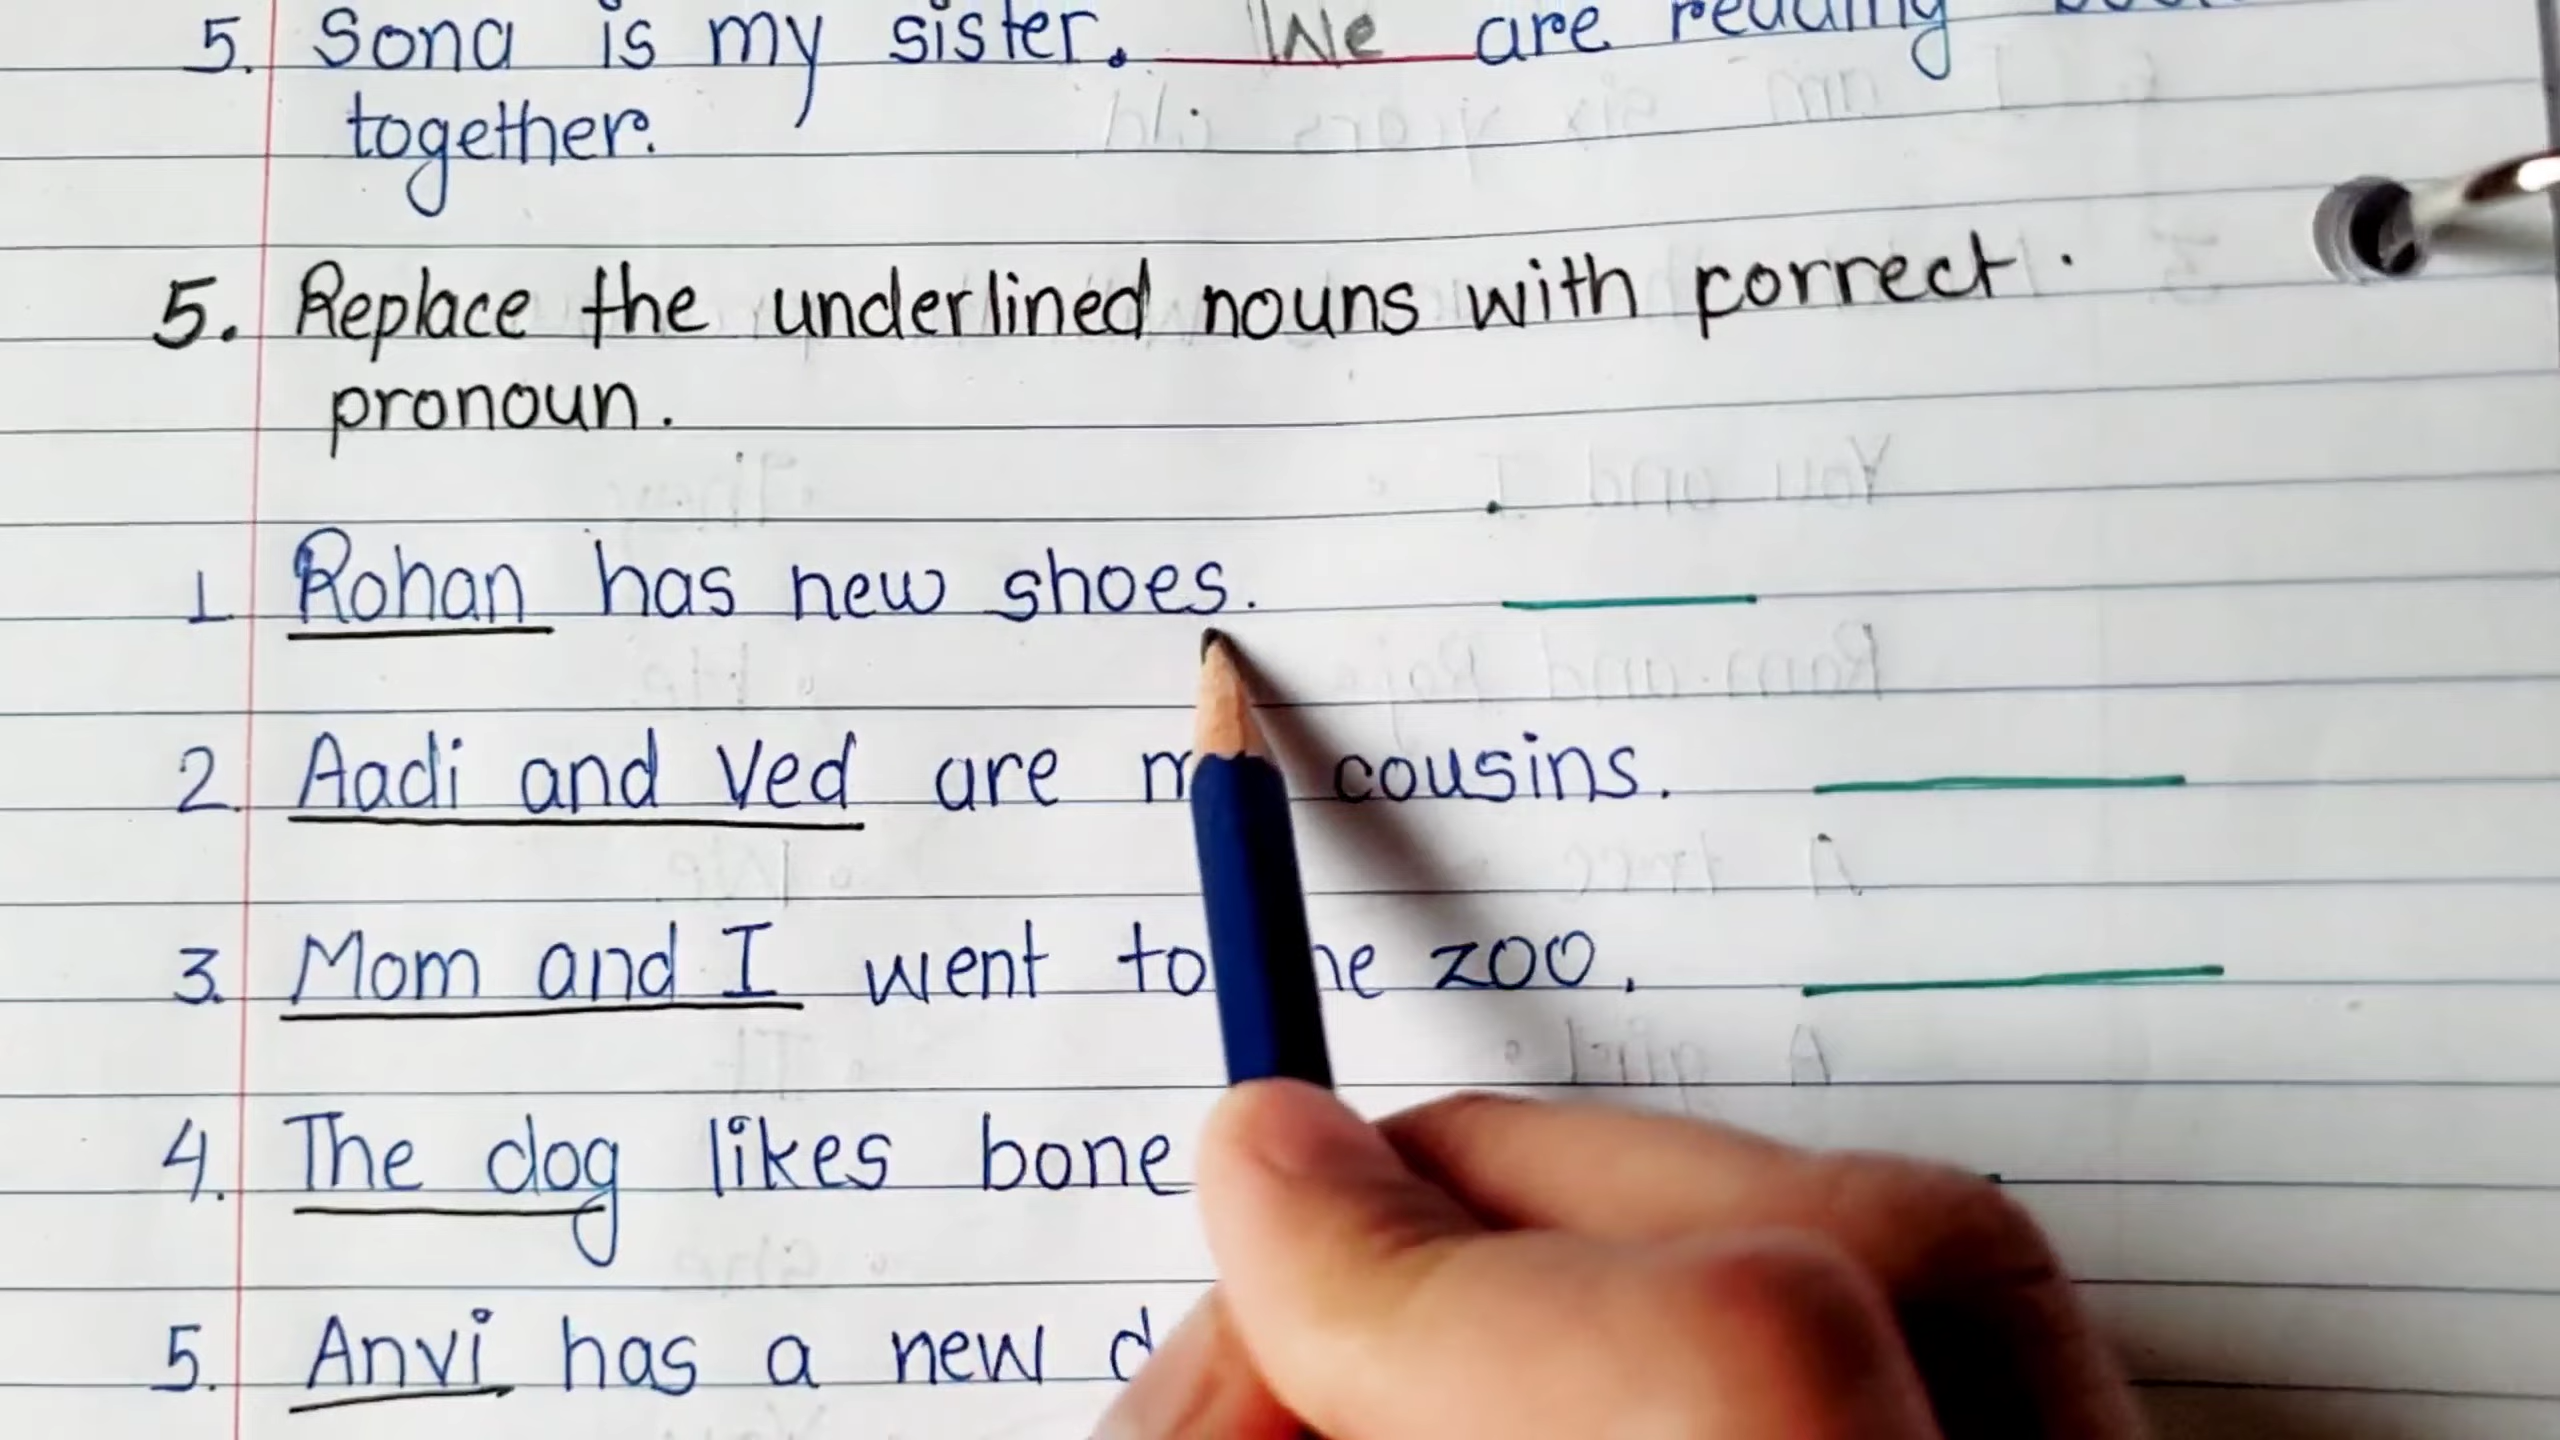 5. Sona is my sister. We are reading
together.
5. Replace the underlined nouns with correct.
pronoun.
1 Rohan has new shoes.
2. Aadi and Ved are cousins.
3. Mom and I went to zoo.
4. The dog likes bone
5. Anvi has a new